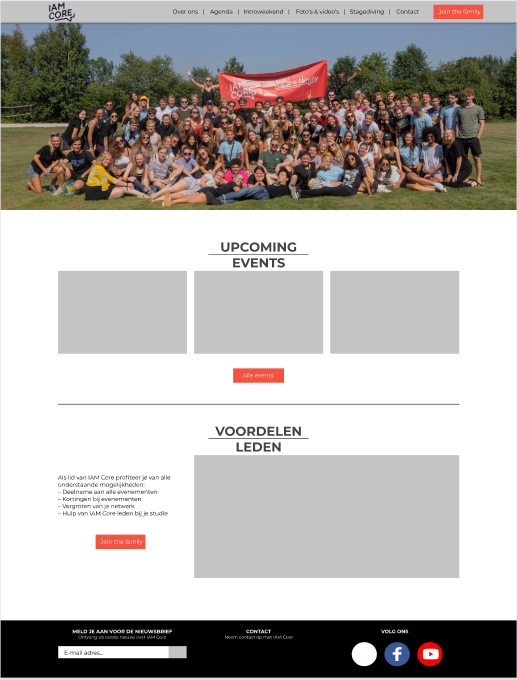 IAM
CORE
Over ons | Agenda | Introweekend | Foto's & video's | Stagediving | Contact
Join the family
IAM
CORE
UPCOMING
EVENTS
Alle events
VOORDELEN
LEDEN
Als lid van IAM Core profiteer je van alle
onderstaande mogelijkheden:
– Deelname aan alle evenementen
– Kortingen bij evenementen
– Vergroten van je netwerk
– Hulp van IAM Core leden bij je studie
Join the family
MELD JE AAN VOOR DE NIEUWSBRIEF
Ontvang als eerste nieuws over IAM Core
E-mail adres...
CONTACT
Neem contact op met IAM Core
VOLG ONS